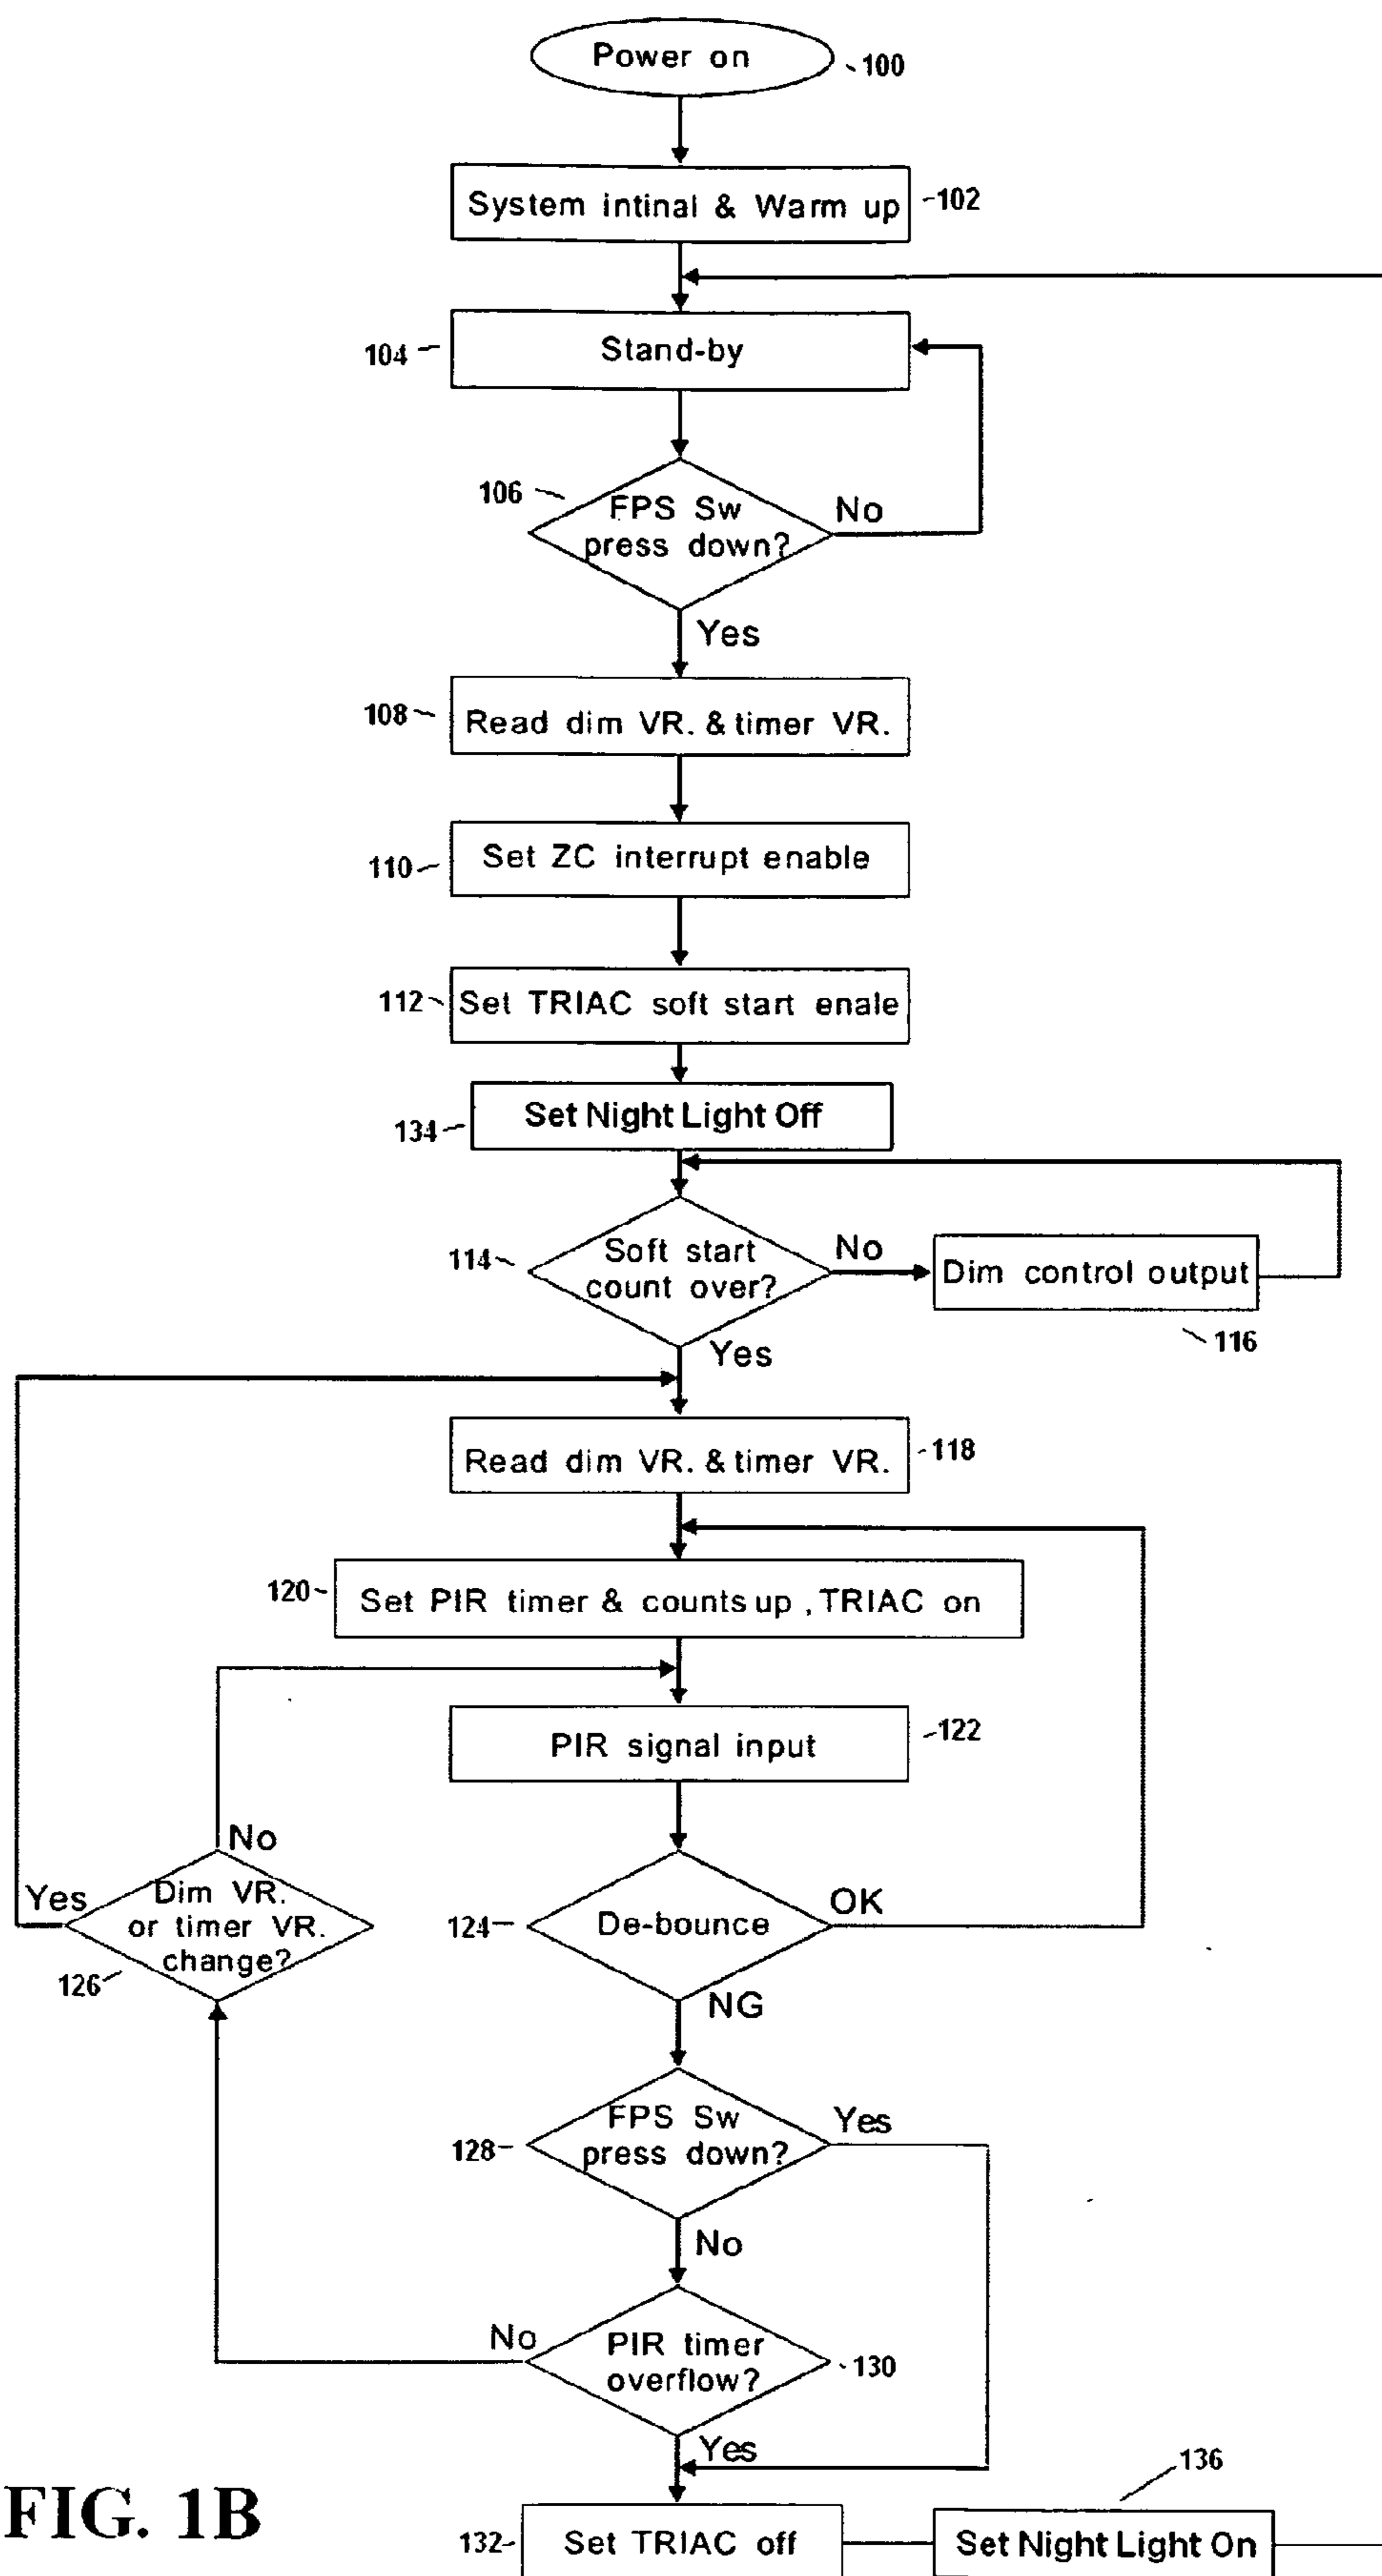 Power on
100
System intinal & Warm up
102
104
Stand-by
106
FPS Sw
press down?
No
Yes
108
Read dim VR. & timer VR.
110
Set ZC interrupt enable
112
Set TRIAC soft start enale
134
Set Night Light Off
114
Soft start
count over?
No
Dim control output
116
Yes
Read dim VR. & timer VR.
118
120
Set PIR timer & counts up , TRIAC on
PIR signal input
122
No
Yes
Dim VR.
or timer VR.
change?
126
124
De-bounce
OK
NG
128
FPS Sw
press down?
Yes
No
No
PIR timer
overflow?
130
Yes
136
FIG. 1B
132
Set TRIAC off
Set Night Light On